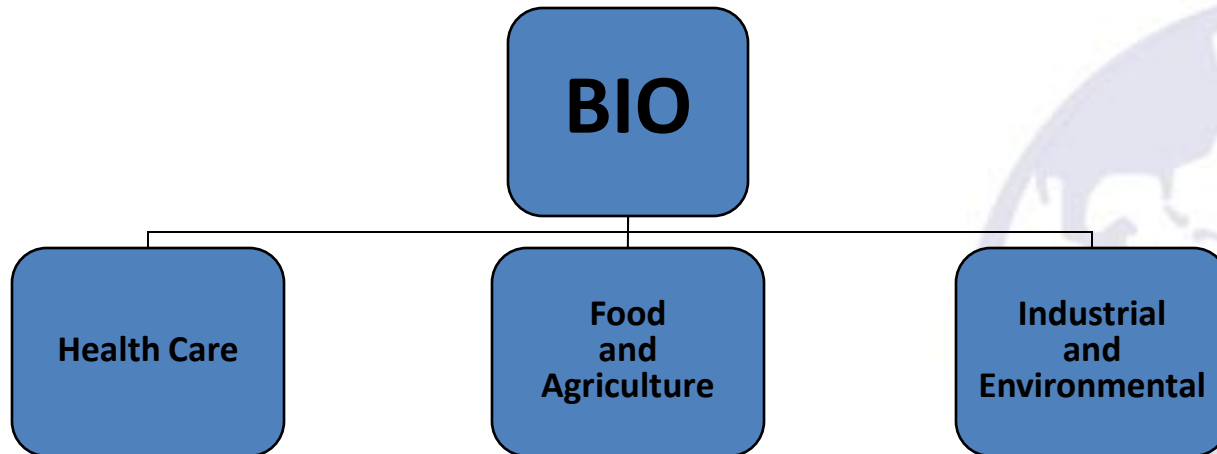 BIO
Health Care
Food
and
Agriculture
Industrial
and
Environmental